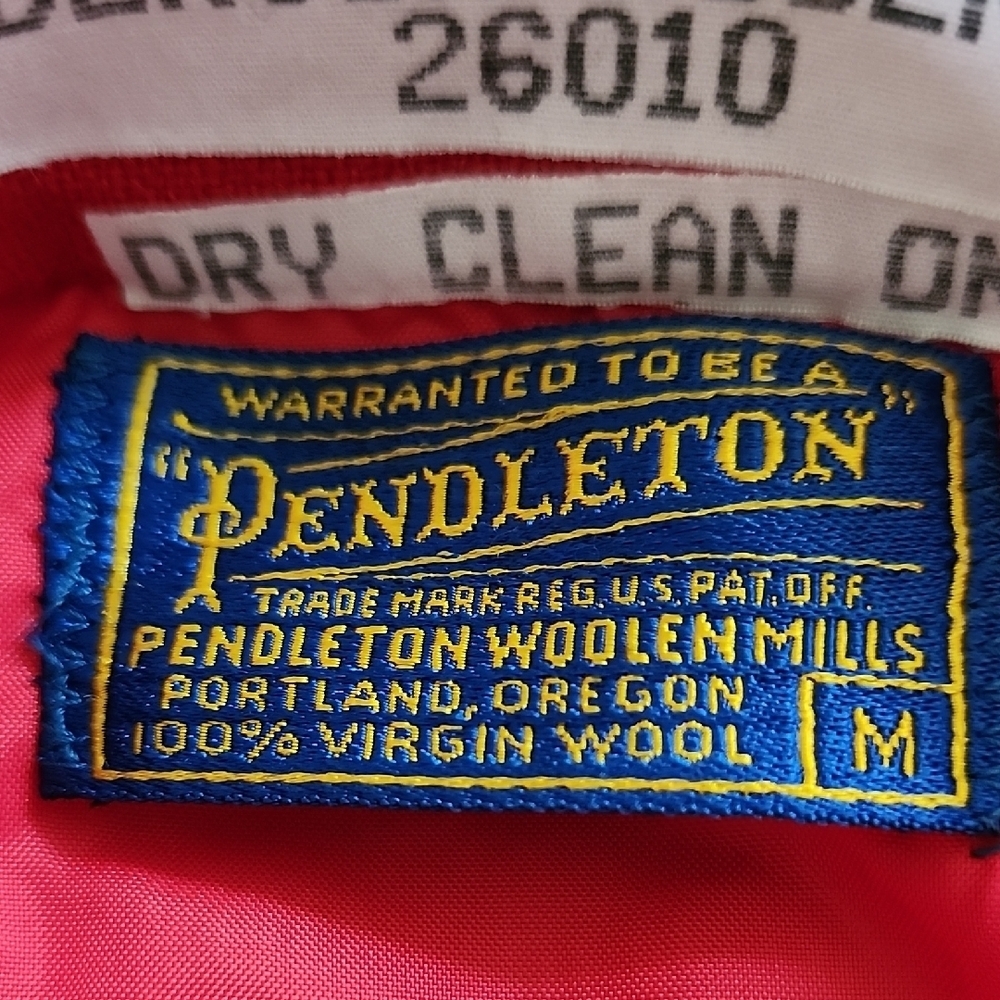 26010
DRY CLEAN
WARRANTED TO BE A
"PENDLETON"
TRADE MARK REG. U.S. PAT. OFF.
PENDLETON WOOLEN MILLS
PORTLAND, OREGON
100% VIRGIN WOOL
M